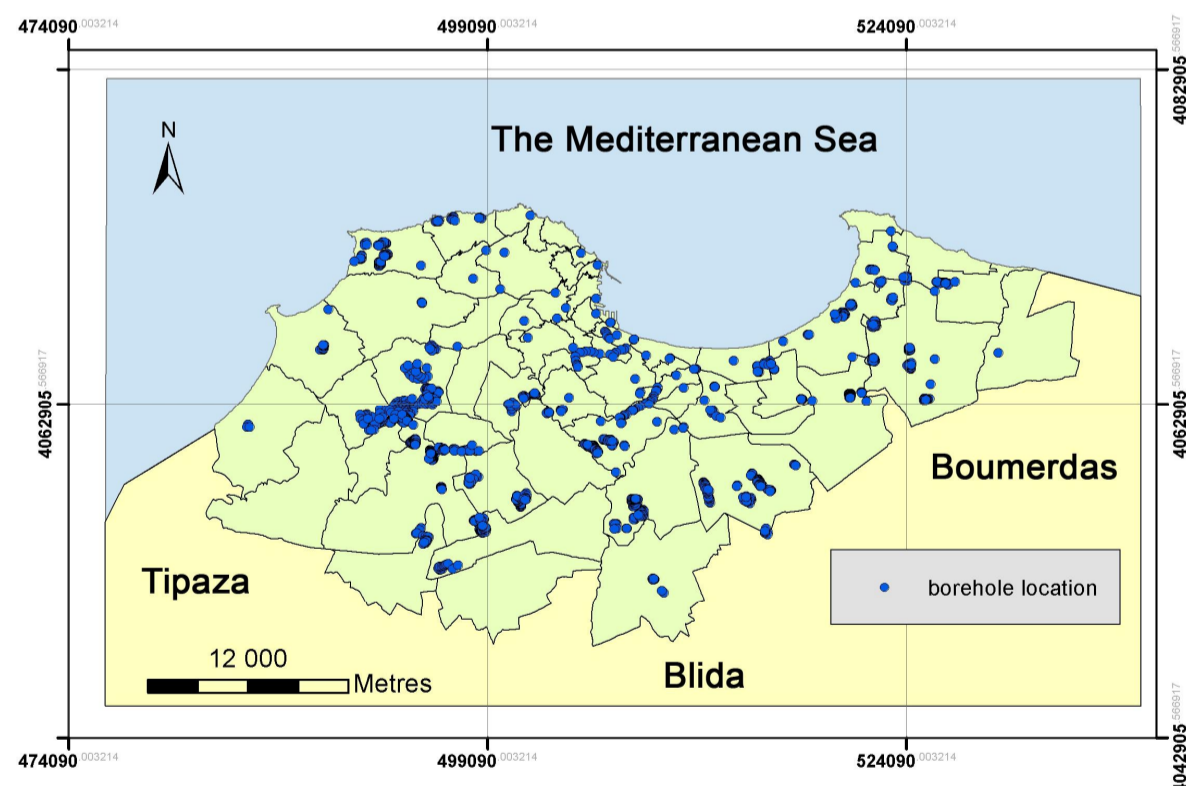 474090.003214
499090.003214
524090.003214
4082905.566917
The Mediterranean Sea
N
4062905.566917
4062905.566917
Boumerdas
Tipaza
borehole location
12 000
Metres
Blida
4042905.566917
474090.003214
499090.003214
524090.003214